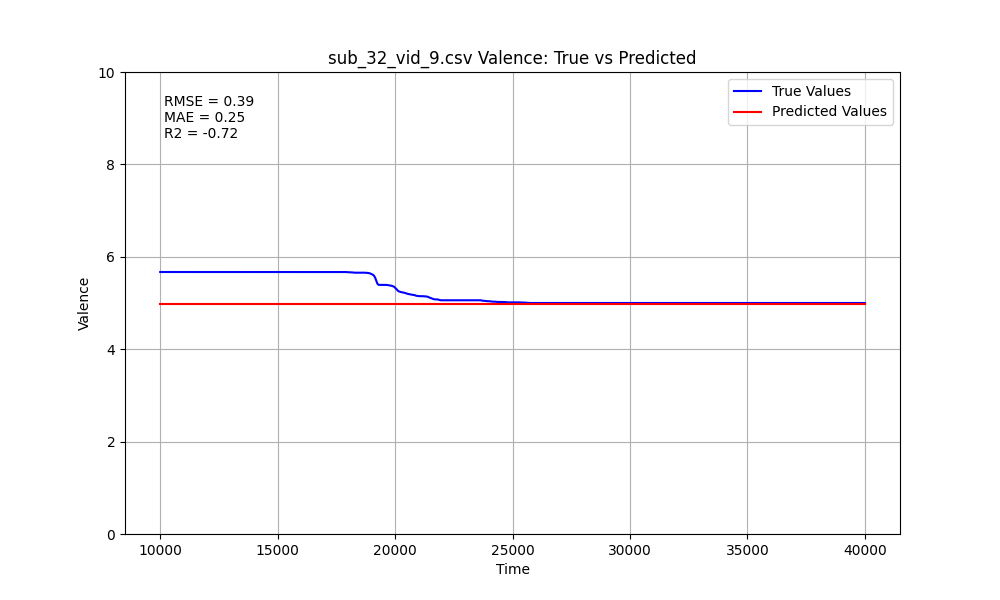 sub_32_vid_9.csv Valence: True vs Predicted
RMSE = 0.39
MAE = 0.25
R2 = -0.72
True Values
Predicted Values
Valence
10
8
6
4
2
0
10000
15000
20000
25000
30000
35000
40000
Time